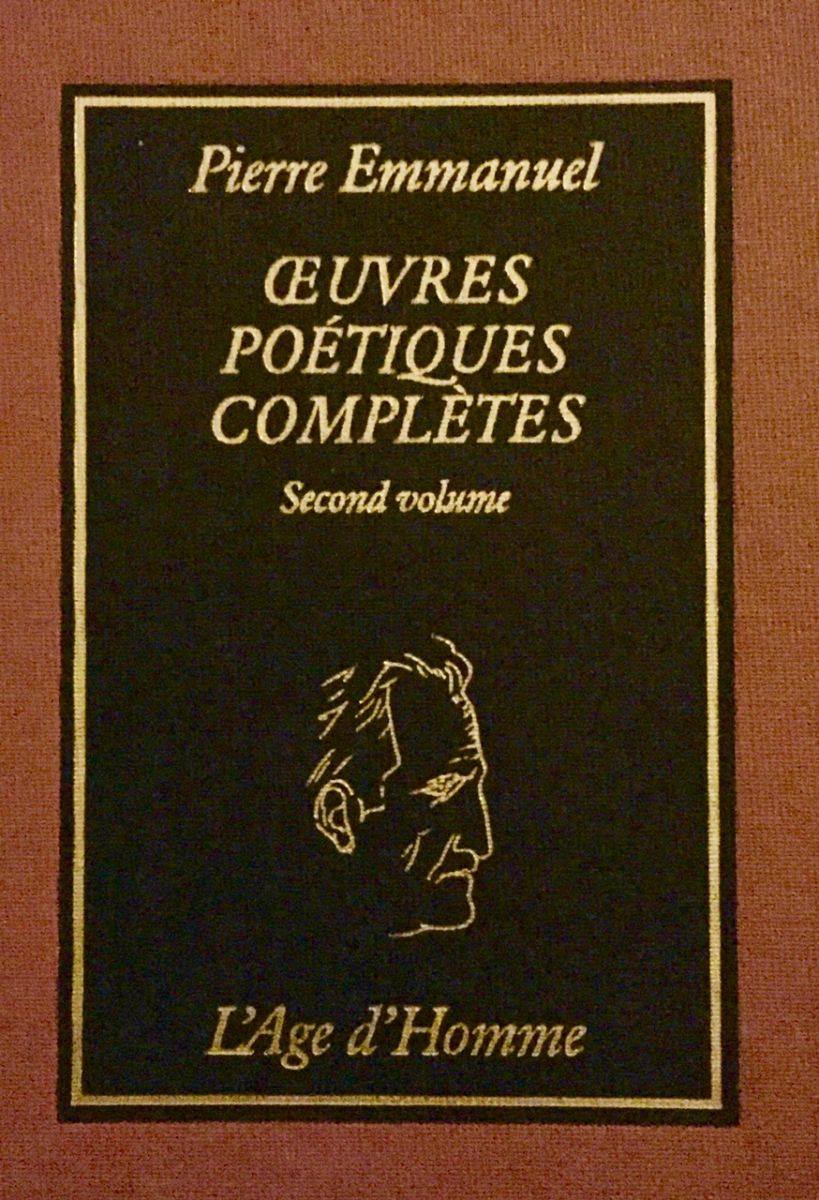 Pierre Emmanuel
ŒUVRES
POÉTIQUES
COMPLÈTES
Second volume
L'Age d'Homme